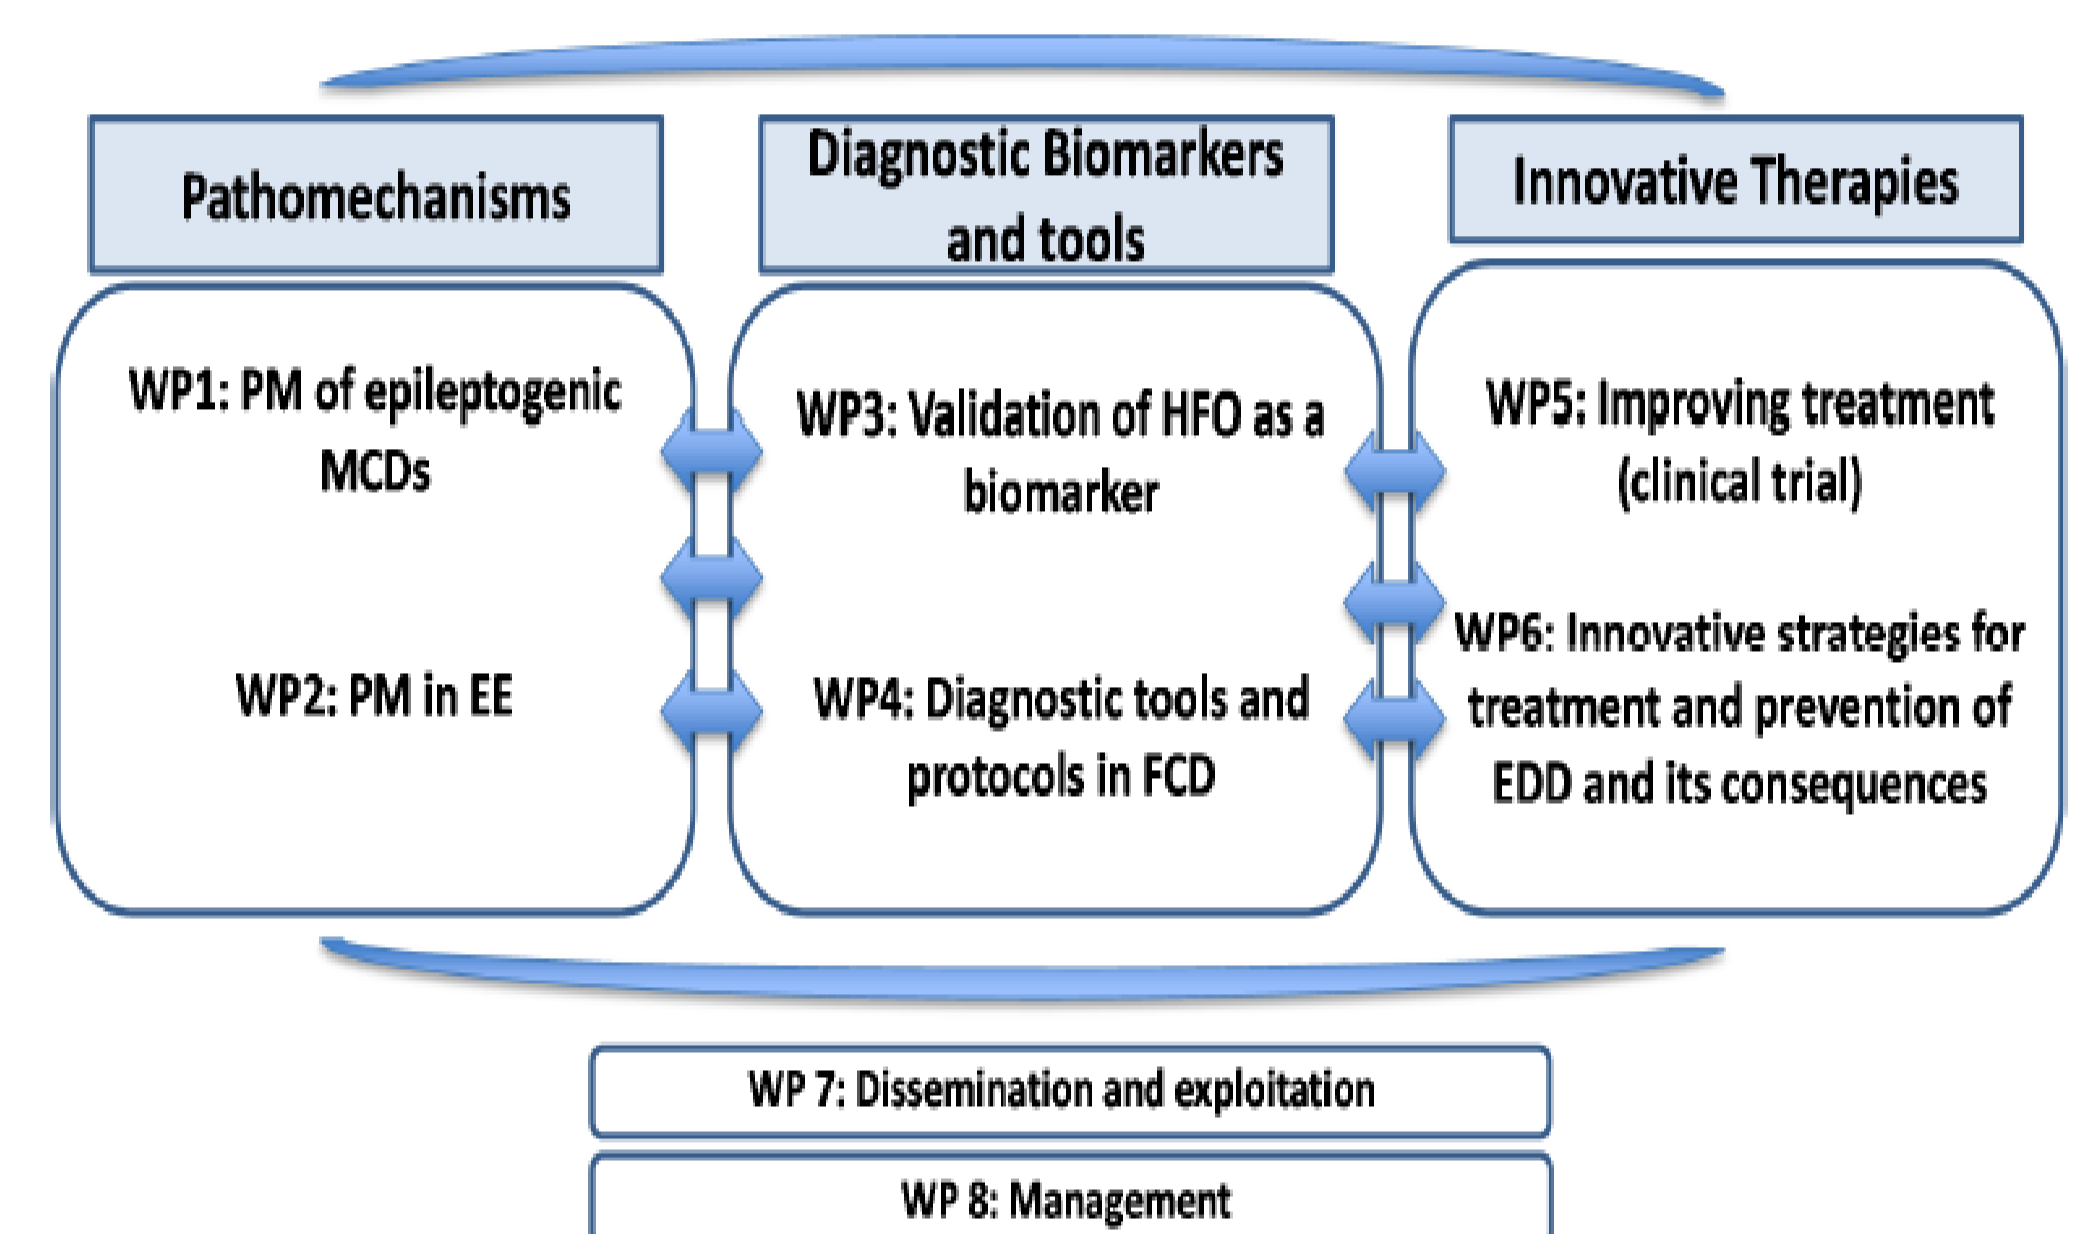 Pathomechanisms
WP1: PM of epileptogenic
MCDs
WP2: PM in EE
Diagnostic Biomarkers
and tools
WP3: Validation of HFO as a
biomarker
WP4: Diagnostic tools and
protocols in FCD
Innovative Therapies
WP5: Improving treatment
(clinical trial)
WP6: Innovative strategies for
treatment and prevention of
EDD and its consequences
WP 7: Dissemination and exploitation
WP 8: Management